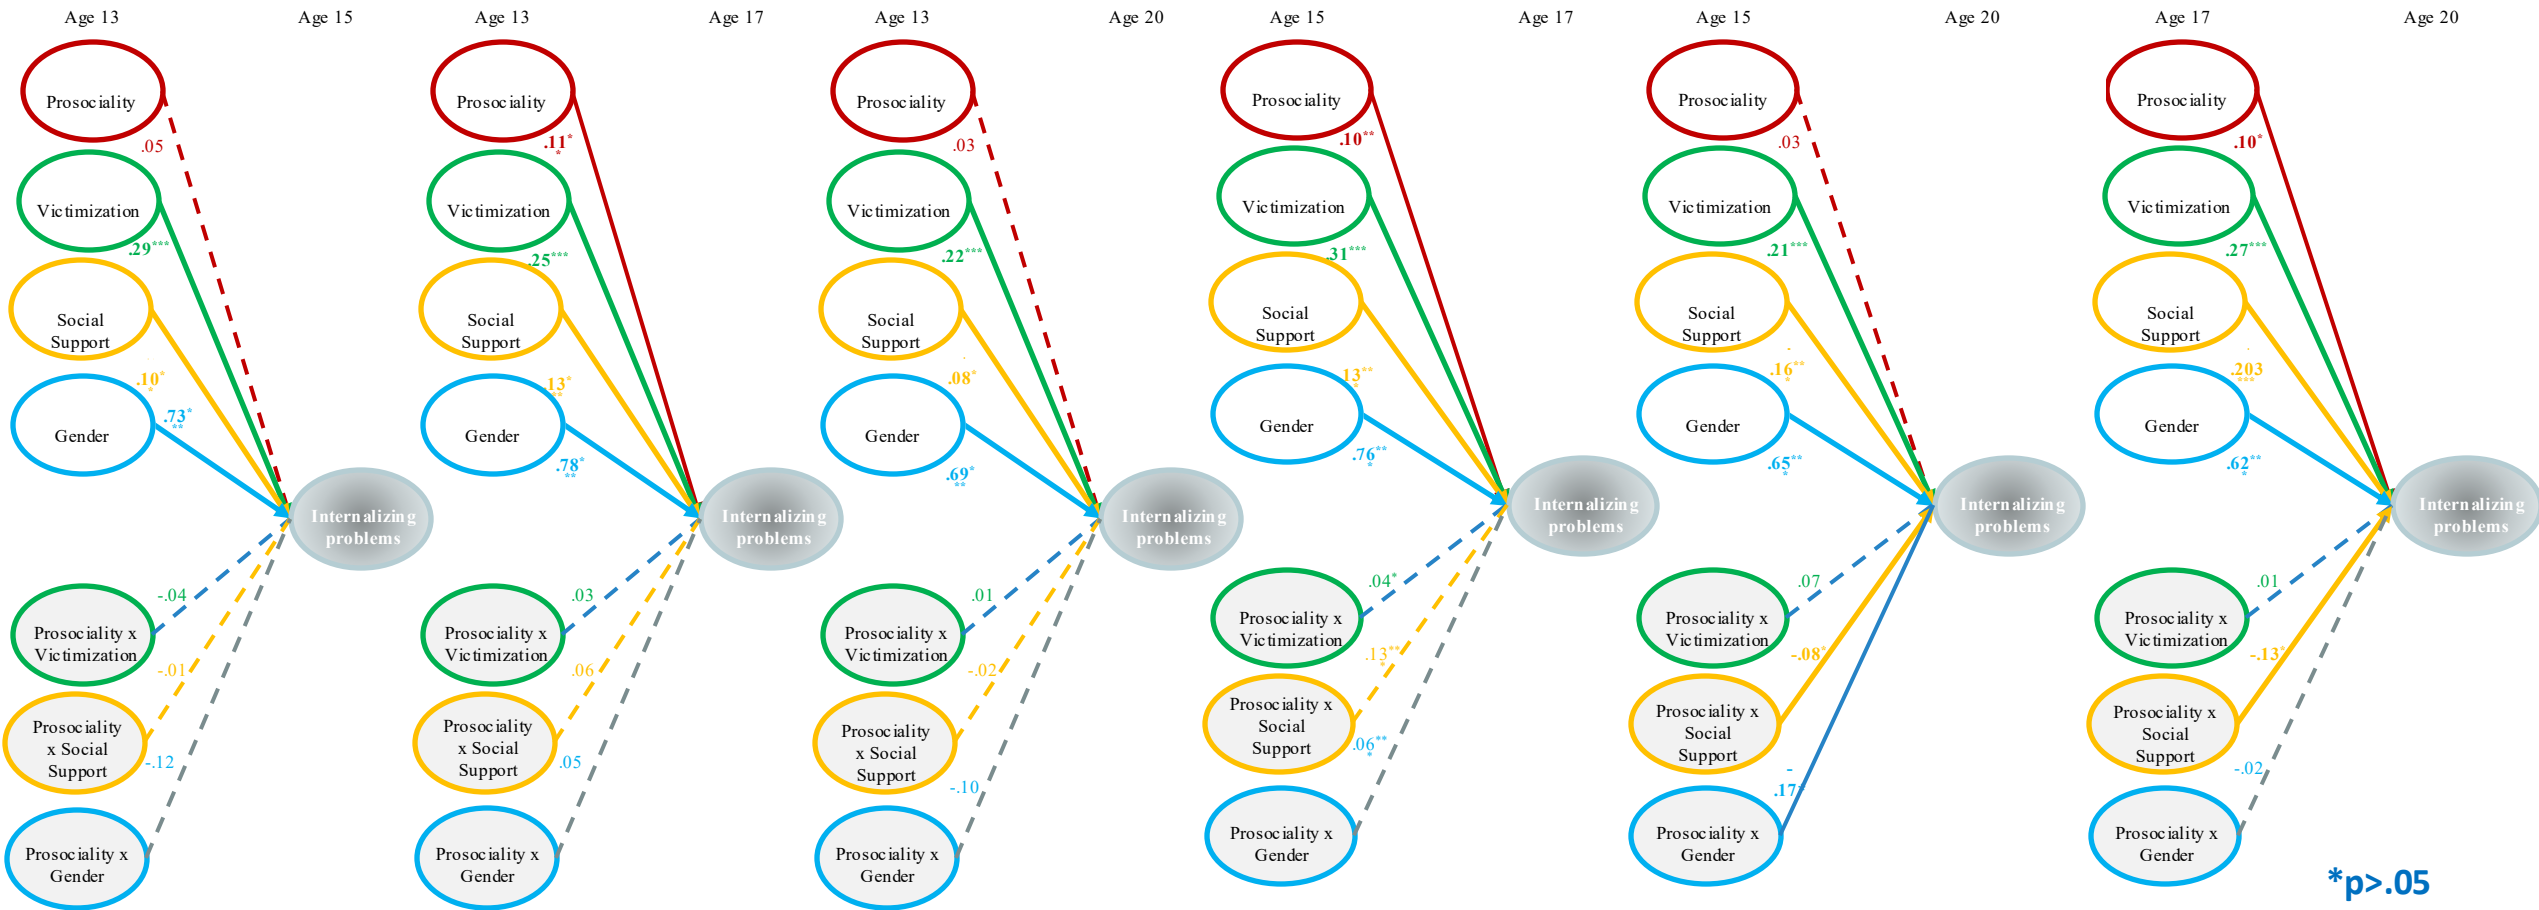 Age 13
Age 15
Prosociality
.05
Victimization
.29***
Social
Support
-
.10*
*
Gender
.73*
**
Internalizing
problems
-.04
Prosociality x
Victimization
-.01
Prosociality
x Social
Support
-.12
Prosociality x
Gender
Age 13
Age 17
Prosociality
.11*
*
Victimization
.25***
Social
Support
.13*
**
Gender
.78*
**
Internalizing
problems
.03
Prosociality x
Victimization
.06
Prosociality
x Social
Support
.05
Prosociality x
Gender
Age 13
Age 20
Prosociality
.03
Victimization
.22***
Social
Support
-
.08*
Gender
.69*
**
Internalizing
problems
.01
Prosociality x
Victimization
-.02
Prosociality
x Social
Support
-.10
Prosociality x
Gender
Age 15
Age 17
Prosociality
.10**
Victimization
.31***
Social
Support
.13**
*
Gender
.76**
*
Internalizing
problems
.04*
Prosociality x
Victimization
.13**
*
Prosociality x
Social
Support
.06**
*
Prosociality x
Gender
Age 15
Age 20
Prosociality
.03
Victimization
.21***
Social
Support
-
.16**
*
Gender
.65**
*
Internalizing
problems
.07
Prosociality x
Victimization
-.08*
Prosociality x
Social
Support
-
.17*
Prosociality x
Gender
Age 17
Age 20
Prosociality
.10*
Victimization
.27***
Social
Support
-
.203
***
Gender
.62**
*
Internalizing
problems
.01
Prosociality x
Victimization
-.13*
Prosociality x
Social
Support
-.02
Prosociality x
Gender
*p>.05